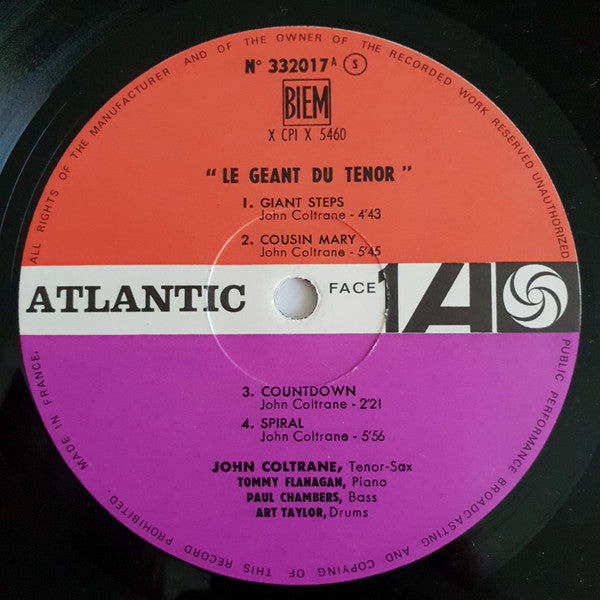 ALL RIGHTS OF THE MANUFACTURER AND OF THE OWNER OF THE RECORDED WORK RESERVED UNAUTHORIZED
PUBLIC PERFORMANCE BROADCASTING AND COPYING OF THIS RECORD PROHIBITED.
MADE IN FRANCE.
N° 332017A S
BIEM
X CPI X 5460
" LE GEANT DU TENOR "
1. GIANT STEPS
John Coltrane - 4'43
2. COUSIN MARY
John Coltrane - 5'45
ATLANTIC FACE 1 A
3. COUNTDOWN
John Coltrane - 2'21
4. SPIRAL
John Coltrane - 5'56
JOHN COLTRANE, Tenor-Sax
TOMMY FLANAGAN, Piano
PAUL CHAMBERS, Bass
ART TAYLOR, Drums